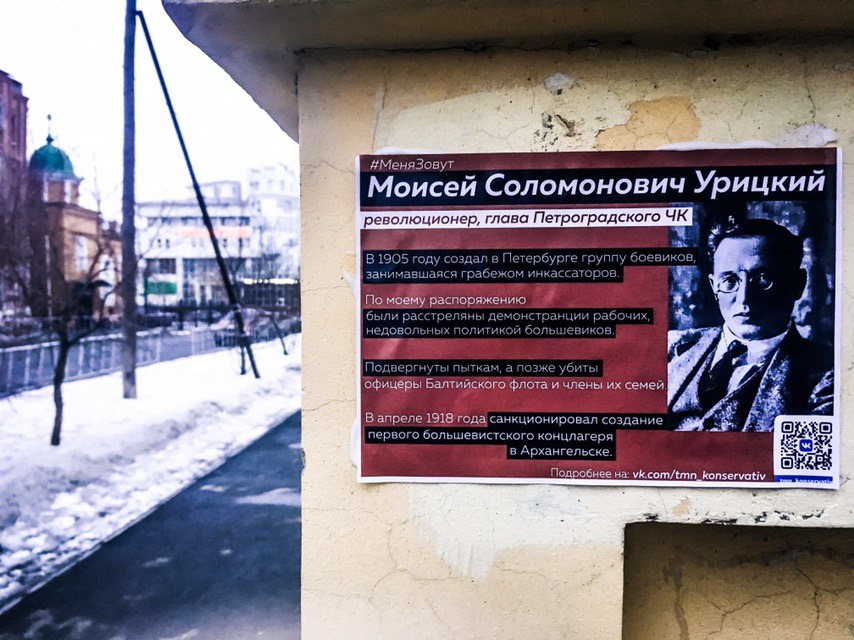 #МеняЗовут
Моисей Соломонович Урицкий
революционер, глава Петроградского ЧК
В 1905 году создал в Петербурге группу боевиков,
занимавшаяся грабежом инкассаторов.
По моему распоряжению
были расстреляны демонстрации рабочих,
недовольных политикой большевиков.
Подвергнуты пыткам, а позже убиты
офицеры Балтийского флота и члены их семей.
В апреле 1918 года санкционировал создание
первого большевистского концлагеря
в Архангельске.
Подробнее на: vk.com/tmn_konservativ
tmn_konservativ